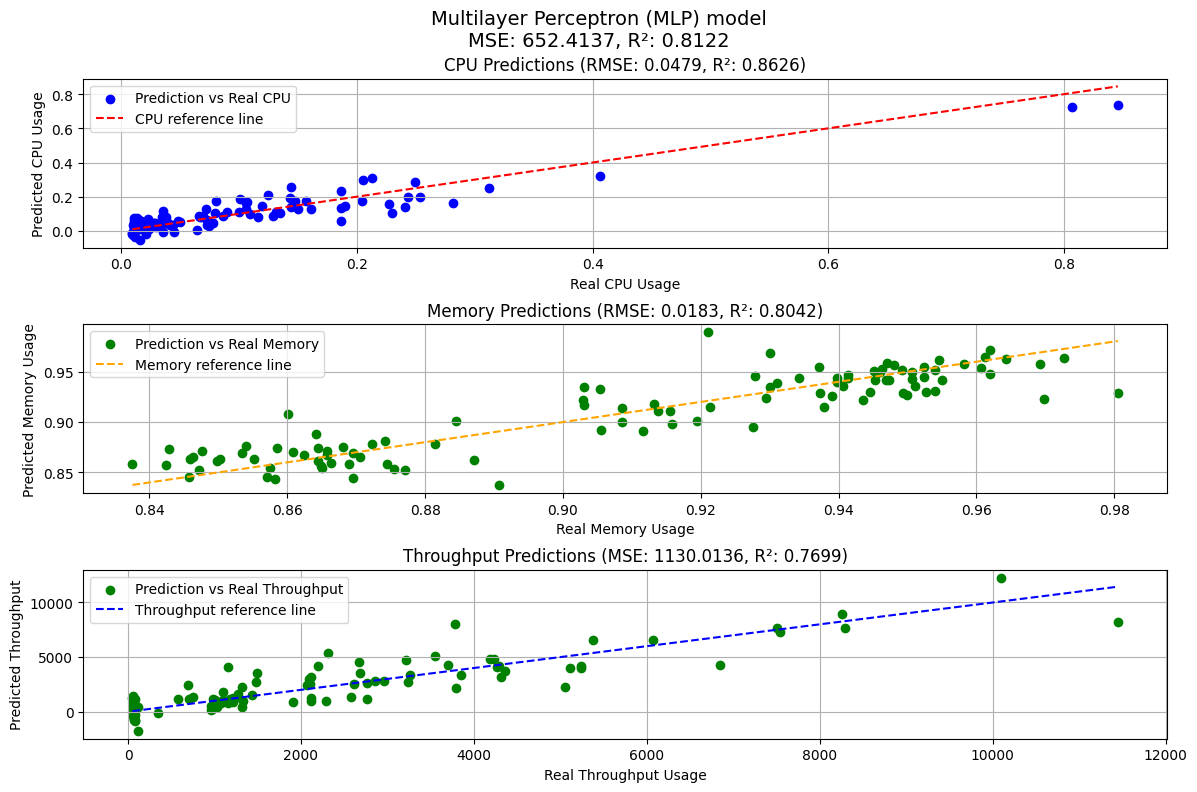 Multilayer Perceptron (MLP) model
MSE: 652.4137, R²: 0.8122
CPU Predictions (RMSE: 0.0479, R²: 0.8626)
Prediction vs Real CPU
CPU reference line
Predicted CPU Usage
0.8
0.6
0.4
0.2
0.0
0.0 0.2 0.4 0.6 0.8
Real CPU Usage
Memory Predictions (RMSE: 0.0183, R²: 0.8042)
Prediction vs Real Memory
Memory reference line
Predicted Memory Usage
0.95
0.90
0.85
0.84 0.86 0.88 0.90 0.92 0.94 0.96 0.98
Real Memory Usage
Throughput Predictions (MSE: 1130.0136, R²: 0.7699)
Prediction vs Real Throughput
Throughput reference line
Predicted Throughput
10000
5000
0
0 2000 4000 6000 8000 10000 12000
Real Throughput Usage